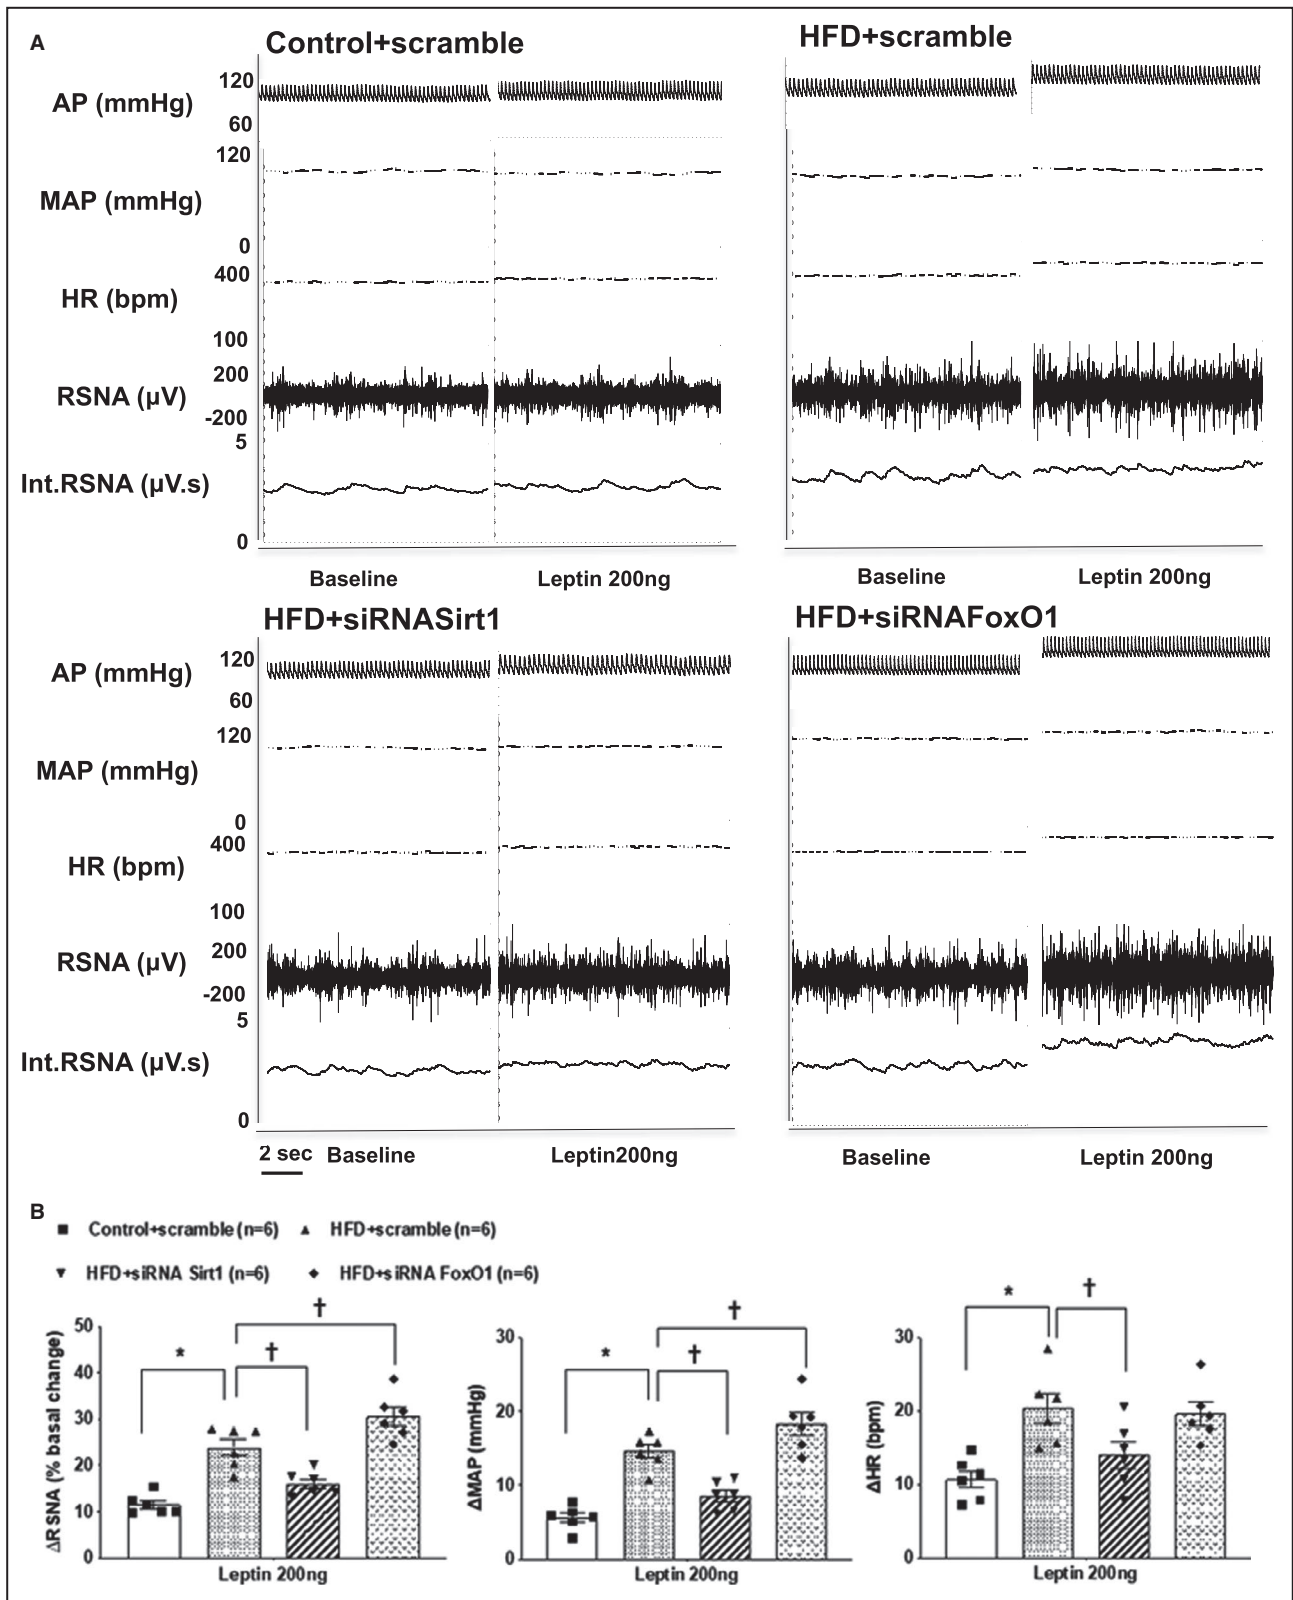 A
Control+scramble
HFD+scramble
AP (mmHg)
120
60
MAP (mmHg)
120
0
HR (bpm)
400
100
RSNA (µV)
200
-200
Int.RSNA (µV.s)
5
0
Baseline
Leptin 200ng
Baseline
Leptin 200ng
HFD+siRNASirt1
HFD+siRNAFoxO1
AP (mmHg)
120
60
MAP (mmHg)
120
0
HR (bpm)
400
100
RSNA (µV)
200
-200
Int.RSNA (µV.s)
5
0
2 sec
Baseline
Leptin200ng
Baseline
Leptin 200ng
B
Control+scramble (n=6)
HFD+scramble (n=6)
HFD+siRNA Sirt1 (n=6)
HFD+siRNA FoxO1 (n=6)
ΔRSNA (% basal change)
50
40
30
20
10
0
*
†
†
Leptin 200ng
ΔMAP (mmHg)
30
20
10
0
*
†
†
Leptin 200ng
ΔHR (bpm)
30
20
10
0
*
†
Leptin 200ng